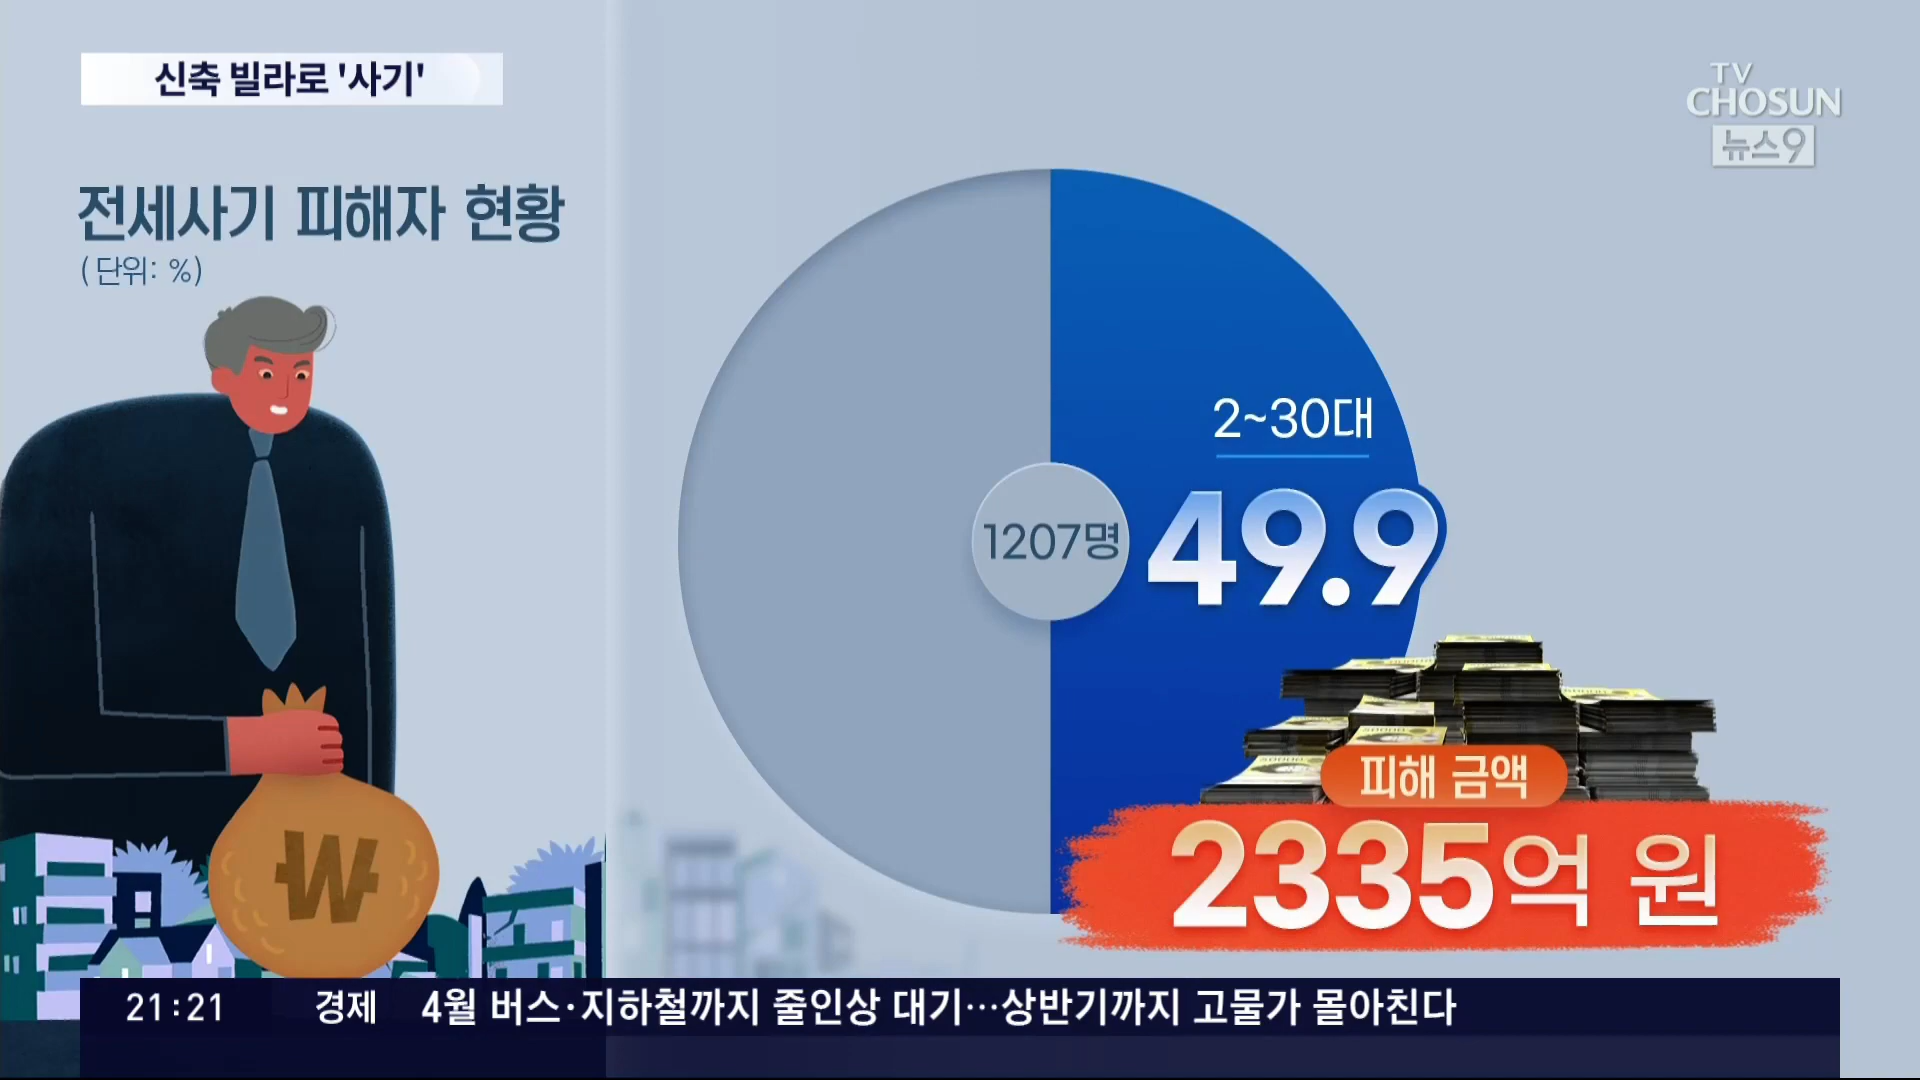 신축 빌라로 '사기'
TV
CHOSUN
뉴스9
전세사기 피해자 현황
(단위: %)
2~30대
1207명
49.9
피해 금액
2335억 원
₩
21:21 경제 4월 버스·지하철까지 줄인상 대기…상반기까지 고물가 몰아친다